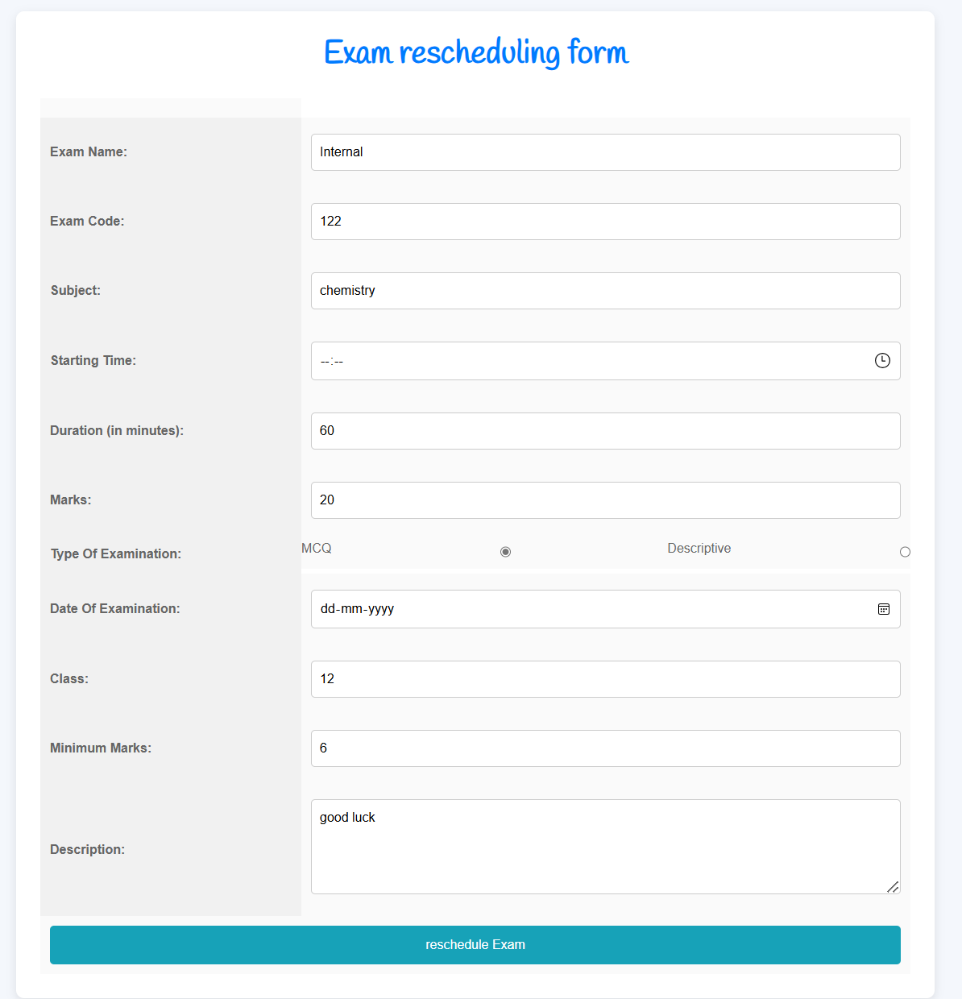 Exam rescheduling form
Exam Name: Internal
Exam Code: 122
Subject: chemistry
Starting Time: --:--
Duration (in minutes): 60
Marks: 20
Type Of Examination: MCQ Descriptive
Date Of Examination: dd-mm-yyyy
Class: 12
Minimum Marks: 6
Description: good luck
reschedule Exam